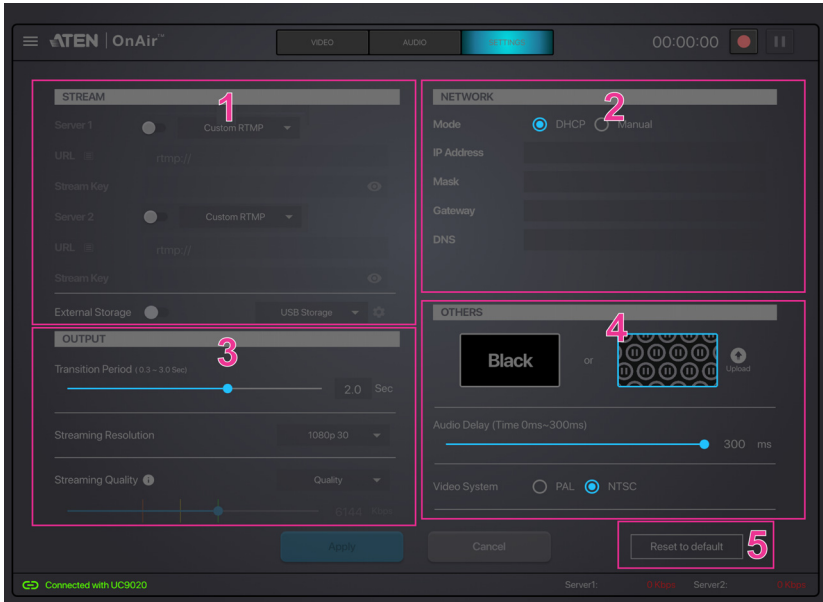 ATEN OnAir™ VIDEO AUDIO SETTINGS 00:00:00
1
STREAM
Server 1 Custom RTMP
URL rtmp://
Stream Key
Server 2 Custom RTMP
URL rtmp://
Stream Key
External Storage USB Storage
2
NETWORK
Mode DHCP Manual
IP Address
Mask
Gateway
DNS
3
OUTPUT
Transition Period (0.3 ~ 3.0 Sec)
2.0 Sec
Streaming Resolution 1080p 30
Streaming Quality Quality
6144 Kbps
4
OTHERS
Black or Upload
Audio Delay (Time 0ms~300ms)
300 ms
Video System PAL NTSC
Apply Cancel Reset to default 5
Connected with UC9020 Server1: 0 Kbps Server2: 0 Kbps